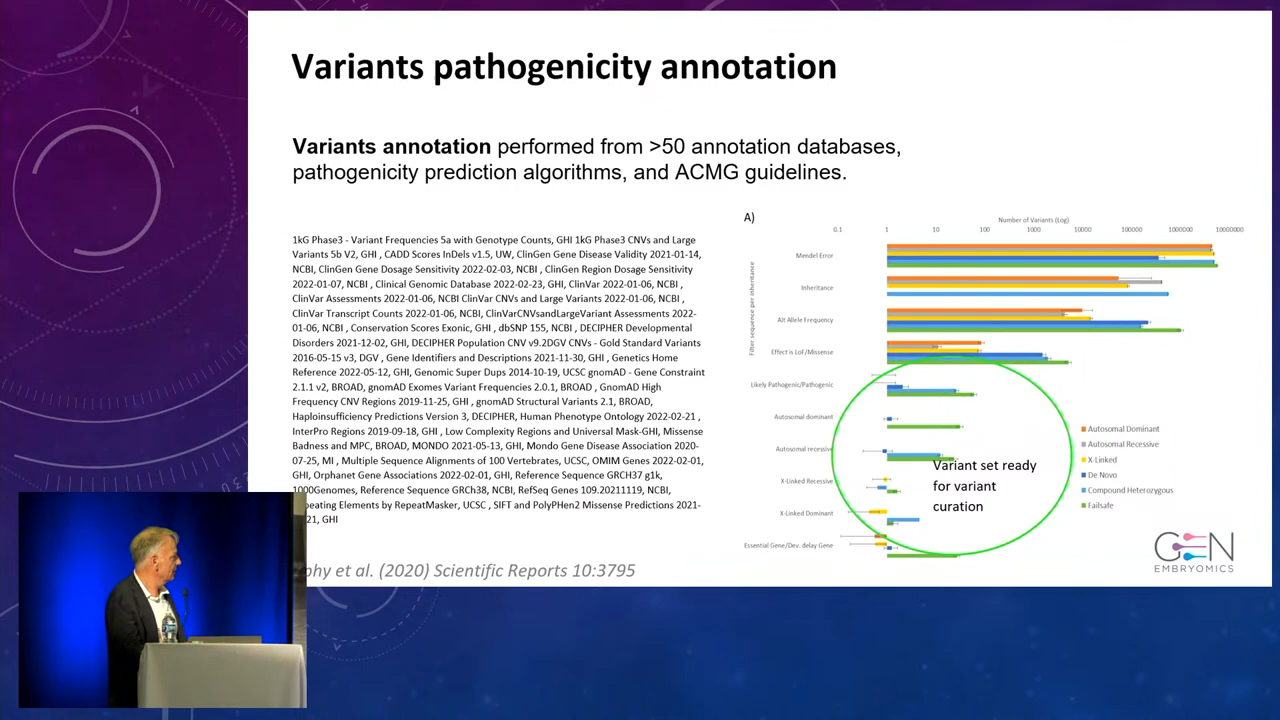 Variants pathogenicity annotation
Variants annotation performed from >50 annotation databases,
pathogenicity prediction algorithms, and ACMG guidelines.
1kG Phase3 - Variant Frequencies 5a with Genotype Counts, GHI 1kG Phase3 CNVs and Large
Variants 5b V2, GHI , CADD Scores InDels v1.5, UW, ClinGen Gene Disease Validity 2021-01-14,
NCBI, ClinGen Gene Dosage Sensitivity 2022-02-03, NCBI , ClinGen Region Dosage Sensitivity
2022-01-07, NCBI , Clinical Genomic Database 2022-02-23, GHI, ClinVar 2022-01-06, NCBI ,
ClinVar Assessments 2022-01-06, NCBI ClinVar CNVs and Large Variants 2022-01-06, NCBI ,
ClinVar Transcript Counts 2022-01-06, NCBI, ClinVarCNVsandLargeVariant Assessments 2022-
01-06, NCBI , Conservation Scores Exonic, GHI , dbSNP 155, NCBI , DECIPHER Developmental
Disorders 2021-12-02, GHI, DECIPHER Population CNV v9.2DGV CNVs - Gold Standard Variants
2016-05-15 v3, DGV , Gene Identifiers and Descriptions 2021-11-30, GHI , Genetics Home
Reference 2022-05-12, GHI, Genomic Super Dups 2014-10-19, UCSC gnomAD - Gene Constraint
2.1.1 v2, BROAD, gnomAD Exomes Variant Frequencies 2.0.1, BROAD , GnomAD High
Frequency CNV Regions 2019-11-25, GHI , gnomAD Structural Variants 2.1, BROAD,
Haploinsufficiency Predictions Version 3, DECIPHER, Human Phenotype Ontology 2022-02-21 ,
InterPro Regions 2019-09-18, GHI , Low Complexity Regions and Universal Mask-GHI, Missense
Badness and MPC, BROAD, MONDO 2021-05-13, GHI, Mondo Gene Disease Association 2020-
07-25, MI , Multiple Sequence Alignments of 100 Vertebrates, UCSC, OMIM Genes 2022-02-01,
GHI, Orphanet Gene Associations 2022-02-01, GHI, Reference Sequence GRCH37 g1k,
1000Genomes, Reference Sequence GRCh38, NCBI, RefSeq Genes 109.20211119, NCBI,
Elements by RepeatMasker, UCSC , SIFT and PolyPHen2 Missense Predictions 2021-
GHI
et al. (2020) Scientific Reports 10:3795
A)
Number of Variants (Log)
0.1 1 10 100 1000 10000 100000 1000000 10000000
Filter sequence per inheritance
Mendel Error
Inheritance
Alt Allele Frequency
Effect is LoF/Missense
Likely Pathogenic/Pathogenic
Autosomal dominant
Autosomal recessive
X-Linked Recessive
X-Linked Dominant
Essential Gene/Dev. delay Gene
Variant set ready
for variant
curation
Autosomal Dominant
Autosomal Recessive
X-Linked
De Novo
Compound Heterozygous
Failsafe
GEN
EMBRYOMICS